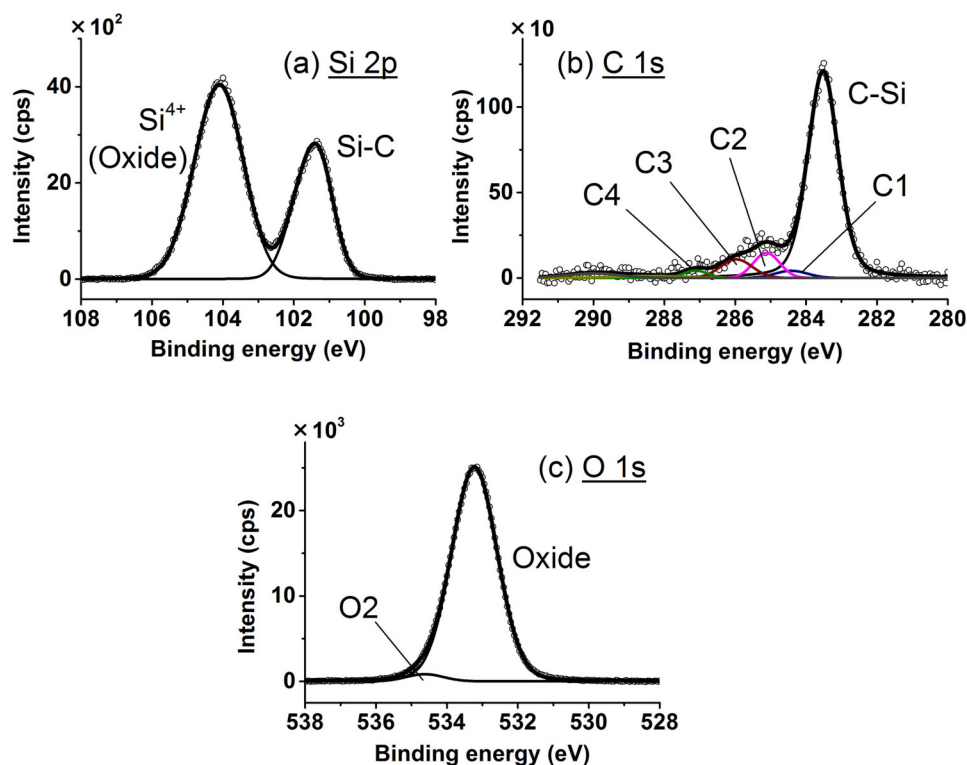 × 10²
(a) Si 2p
Si⁴⁺
(Oxide)
Si-C
40
20
0
Intensity (cps)
108 106 104 102 100 98
Binding energy (eV)
× 10
(b) C 1s
C-Si
C2
C3
C4
C1
100
50
0
Intensity (cps)
292 290 288 286 284 282 280
Binding energy (eV)
× 10³
(c) O 1s
Oxide
O2
20
10
0
Intensity (cps)
538 536 534 532 530 528
Binding energy (eV)